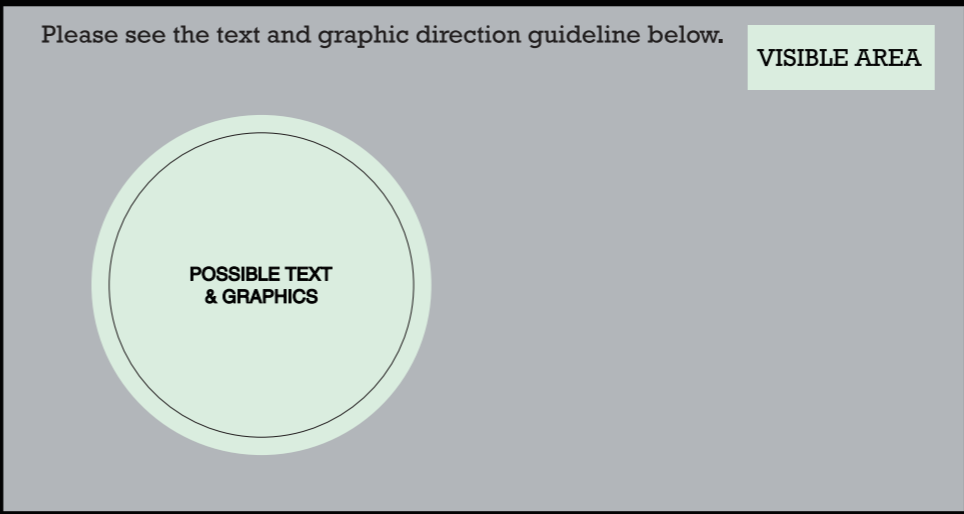 Please see the text and graphic direction guideline below.
VISIBLE AREA
POSSIBLE TEXT
& GRAPHICS